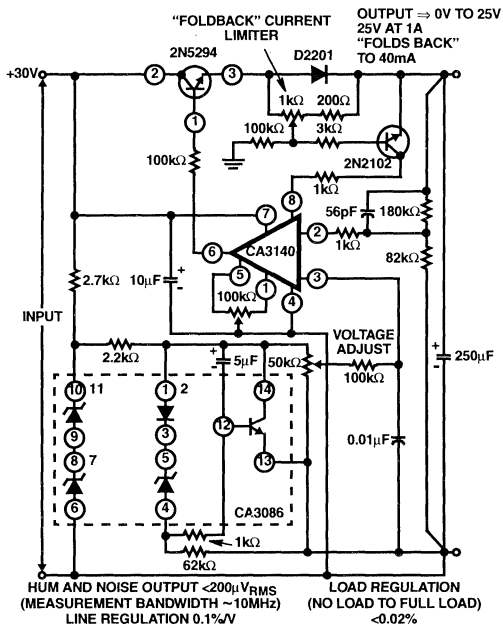 "FOLDBACK" CURRENT
LIMITER
OUTPUT ⇒ 0V TO 25V
25V AT 1A
"FOLDS BACK"
TO 40mA
2N5294
D2201
+30V
2
3
1kΩ
200Ω
1
100kΩ
3kΩ
100kΩ
2N2102
1kΩ
8
56pF
180kΩ
7
2
6
CA3140
1kΩ
82kΩ
5
1
3
2.7kΩ
10μF
+
-
100kΩ
4
INPUT
VOLTAGE
ADJUST
+
-
250μF
2.2kΩ
+
-
5μF
50kΩ
100kΩ
10
11
1
2
14
9
3
12
0.01μF
8
7
5
13
6
4
CA3086
1kΩ
62kΩ
HUM AND NOISE OUTPUT <200μVRMS
(MEASUREMENT BANDWIDTH ~10MHz)
LINE REGULATION 0.1%/V
LOAD REGULATION
(NO LOAD TO FULL LOAD)
<0.02%